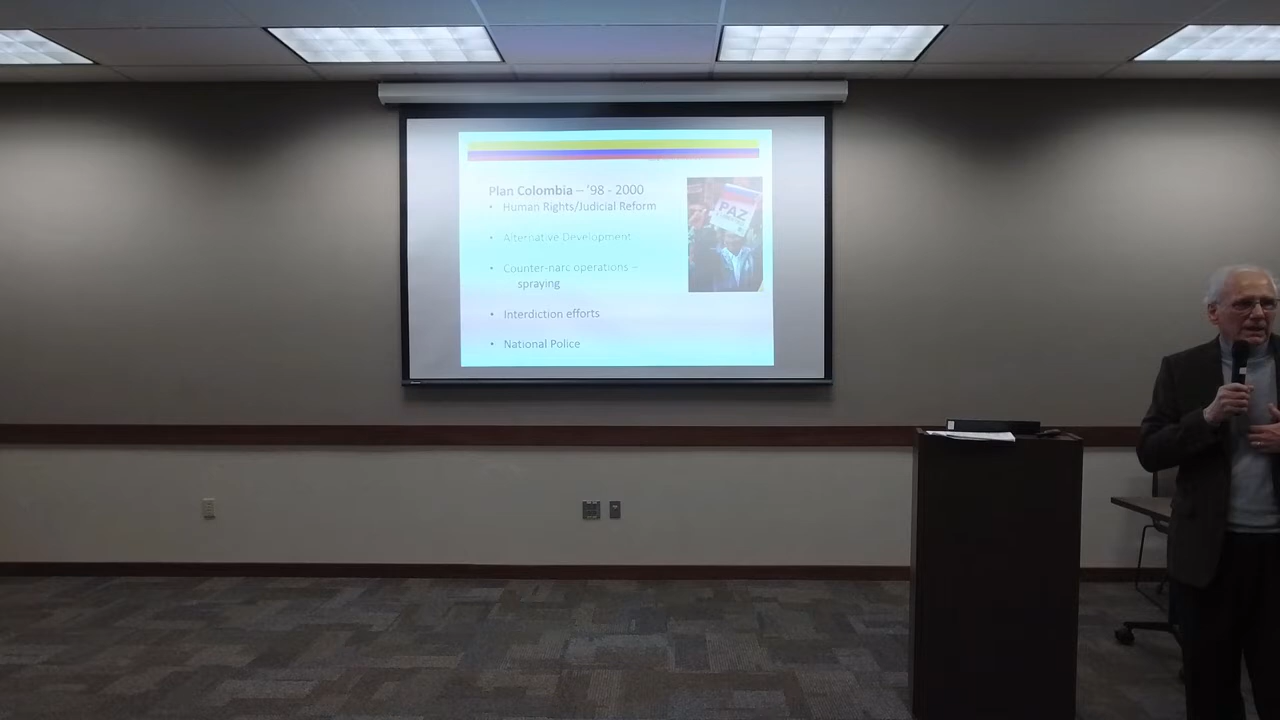 Plan Colombia – '98 - 2000
• Human Rights/Judicial Reform
• Alternative Development
• Counter-narc operations –
spraying
• Interdiction efforts
• National Police
PAZ